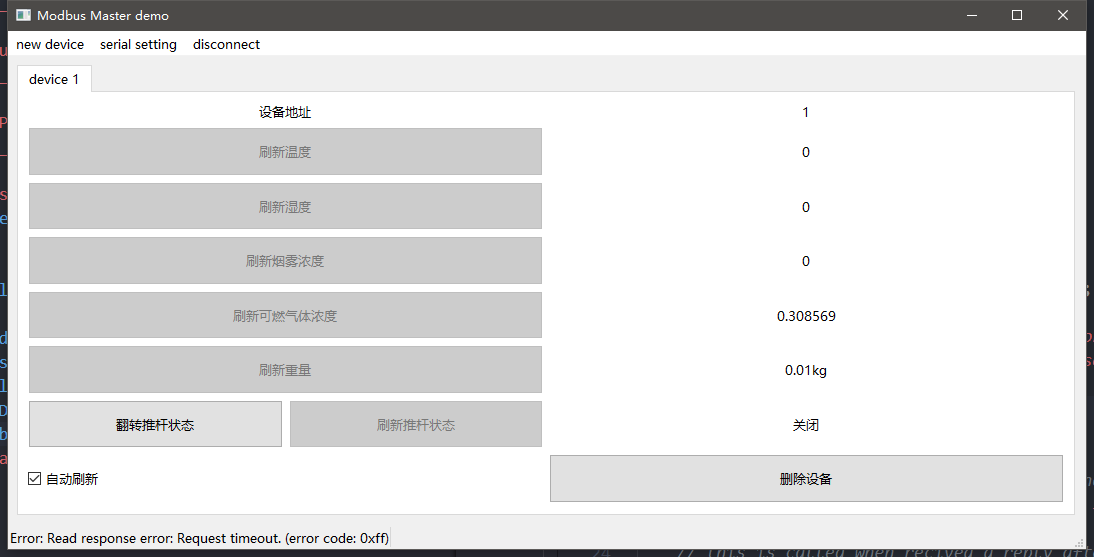 Modbus Master demo
new device serial setting disconnect
device 1
设备地址 1
刷新温度 0
刷新湿度 0
刷新烟雾浓度 0
刷新可燃气体浓度 0.308569
刷新重量 0.01kg
翻转推杆状态 刷新推杆状态 关闭
自动刷新 删除设备
Error: Read response error: Request timeout. (error code: 0xff)